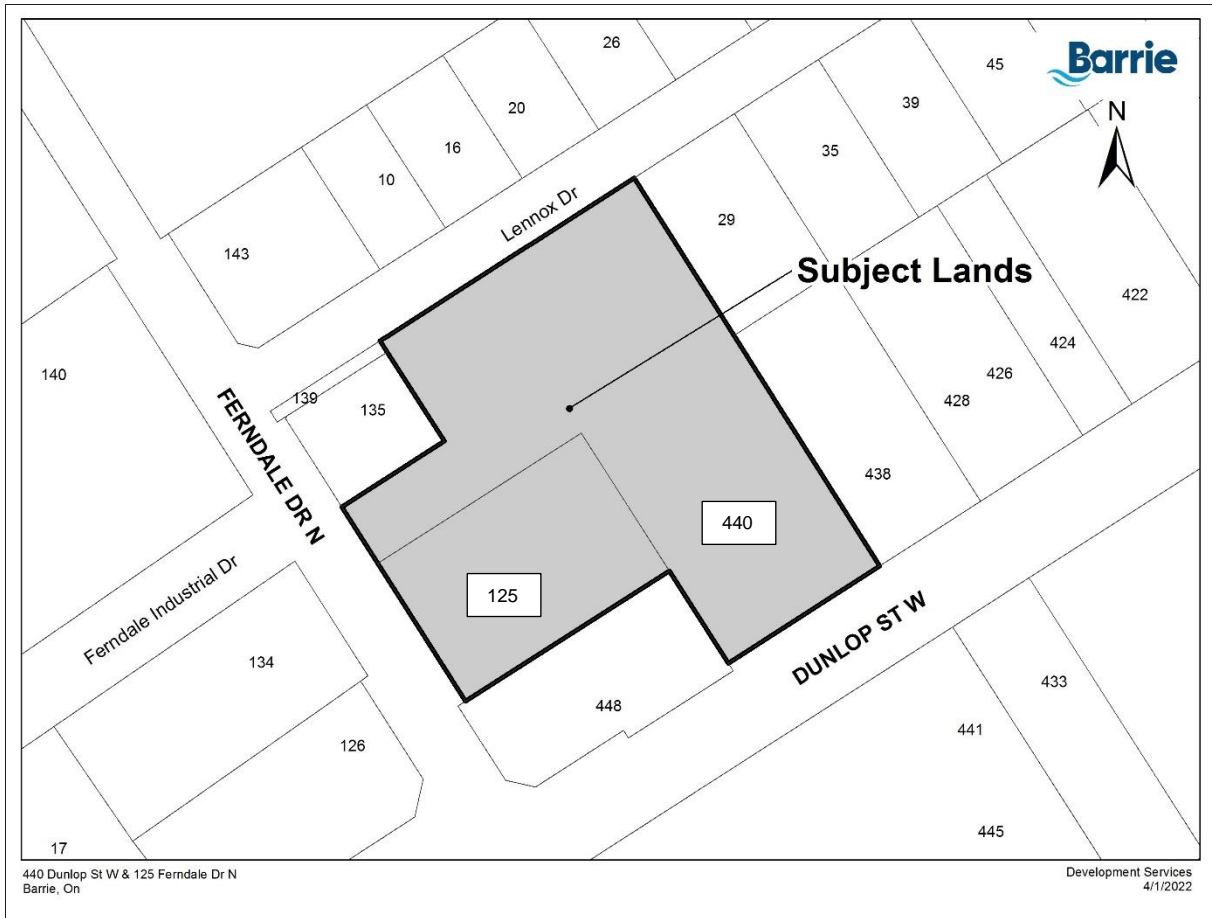 Barrie
N
26
45
20
39
16
35
10
Lennox Dr
29
143
Subject Lands
422
424
140
426
139
135
428
FERNDALE DR N
438
440
Ferndale Industrial Dr
125
DUNLOP ST W
134
433
448
441
126
445
17
440 Dunlop St W & 125 Ferndale Dr N
Barrie, On
Development Services
4/1/2022